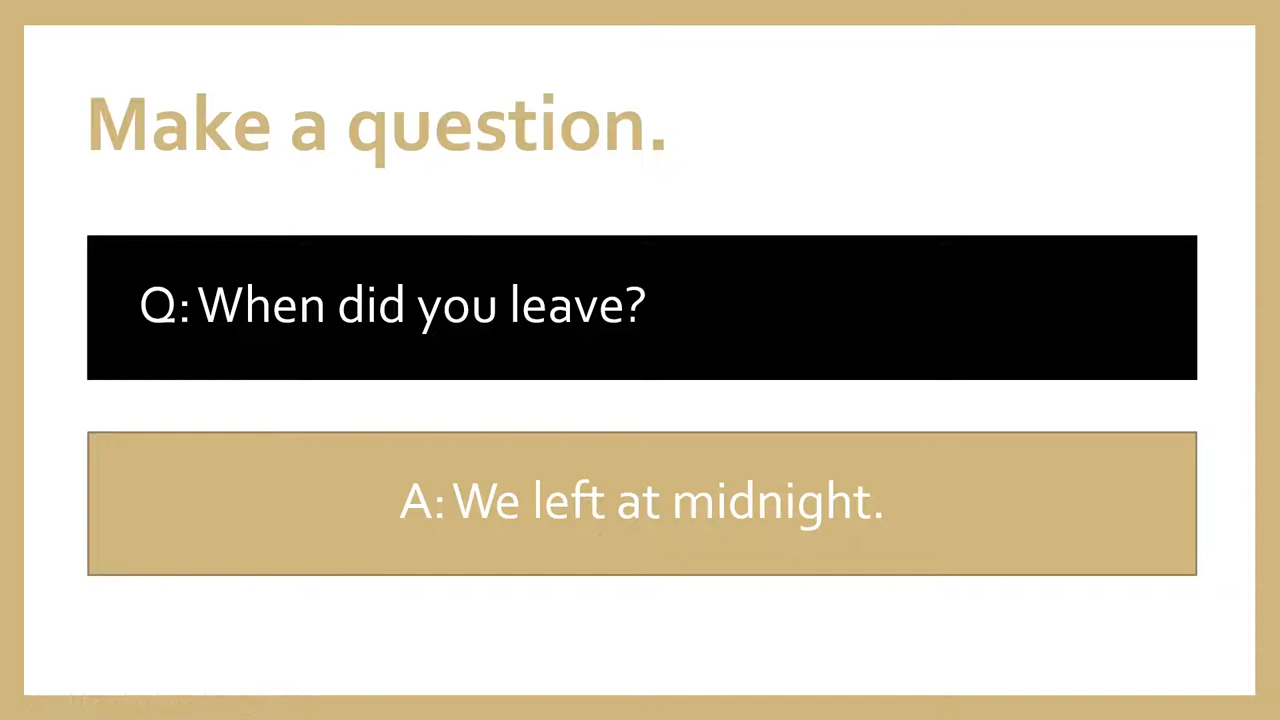 Make a question.
Q: When did you leave?
A: We left at midnight.